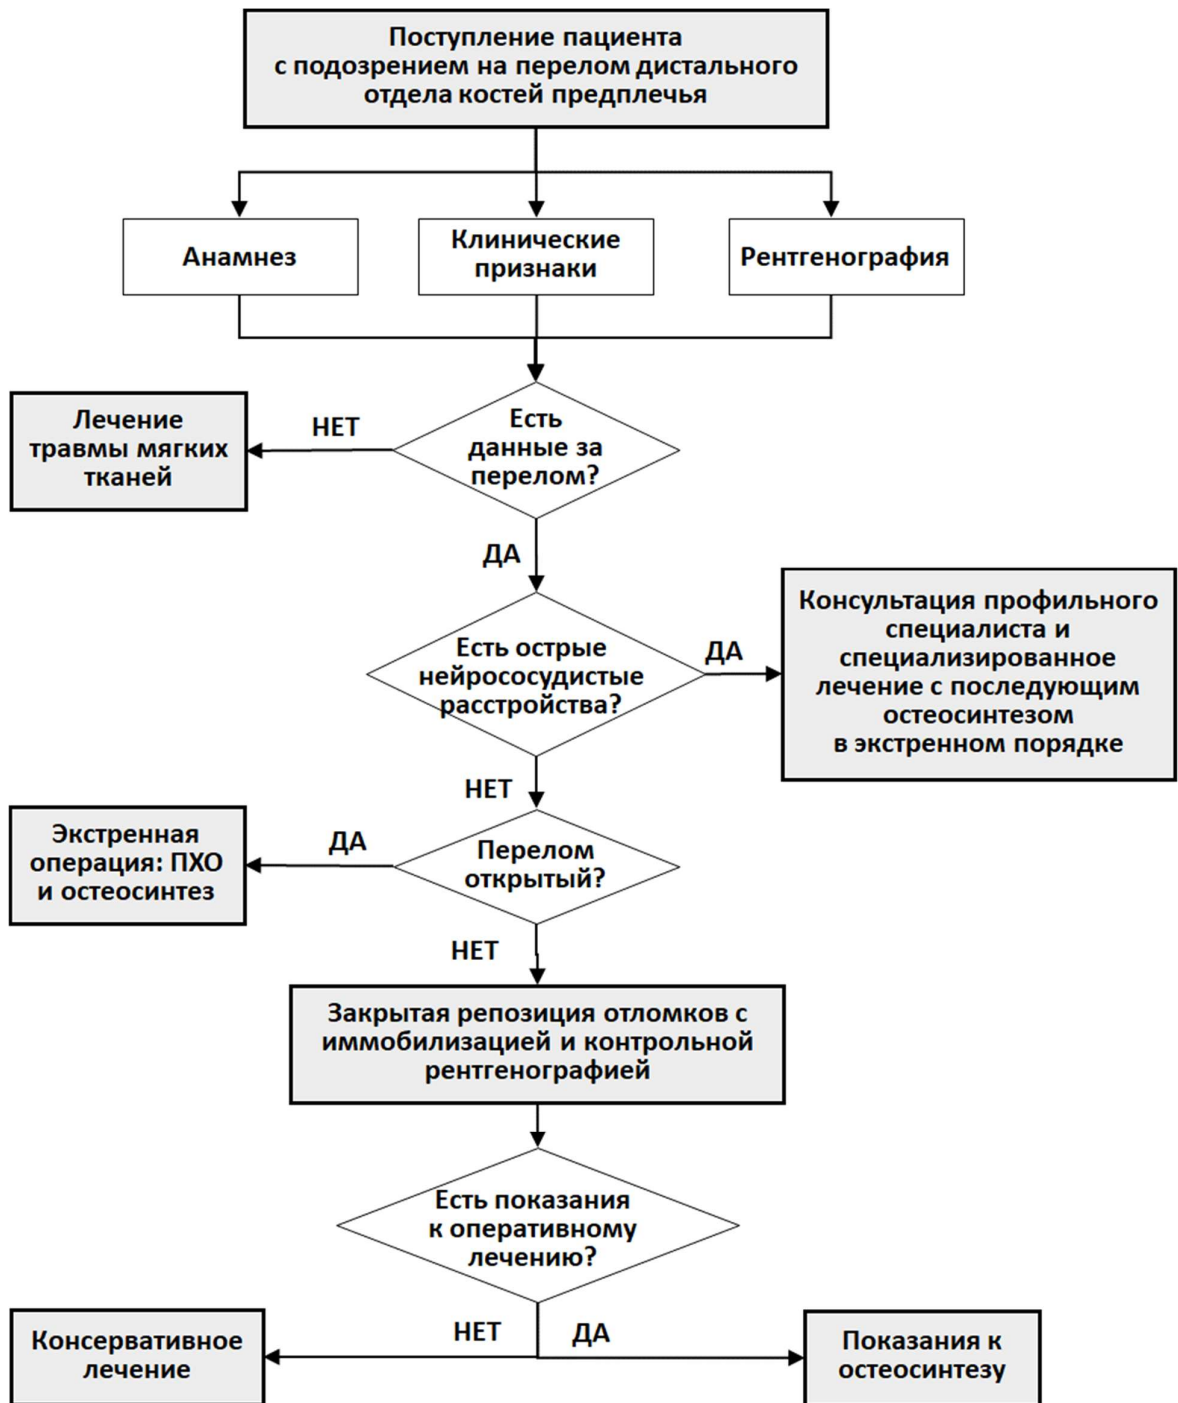 Поступление пациента
с подозрением на перелом дистального
отдела костей предплечья
Анамнез
Клинические
признаки
Рентгенография
Есть
данные за
перелом?
НЕТ
Лечение
травмы мягких
тканей
ДА
Есть острые
нейрососудистые
расстройства?
ДА
Консультация профильного
специалиста и
специализированное
лечение с последующим
остеосинтезом
в экстренном порядке
НЕТ
Перелом
открытый?
ДА
Экстренная
операция: ПХО
и остеосинтез
НЕТ
Закрытая репозиция отломков с
иммобилизацией и контрольной
рентгенографией
Есть показания
к оперативному
лечению?
НЕТ
ДА
Консервативное
лечение
Показания к
остеосинтезу